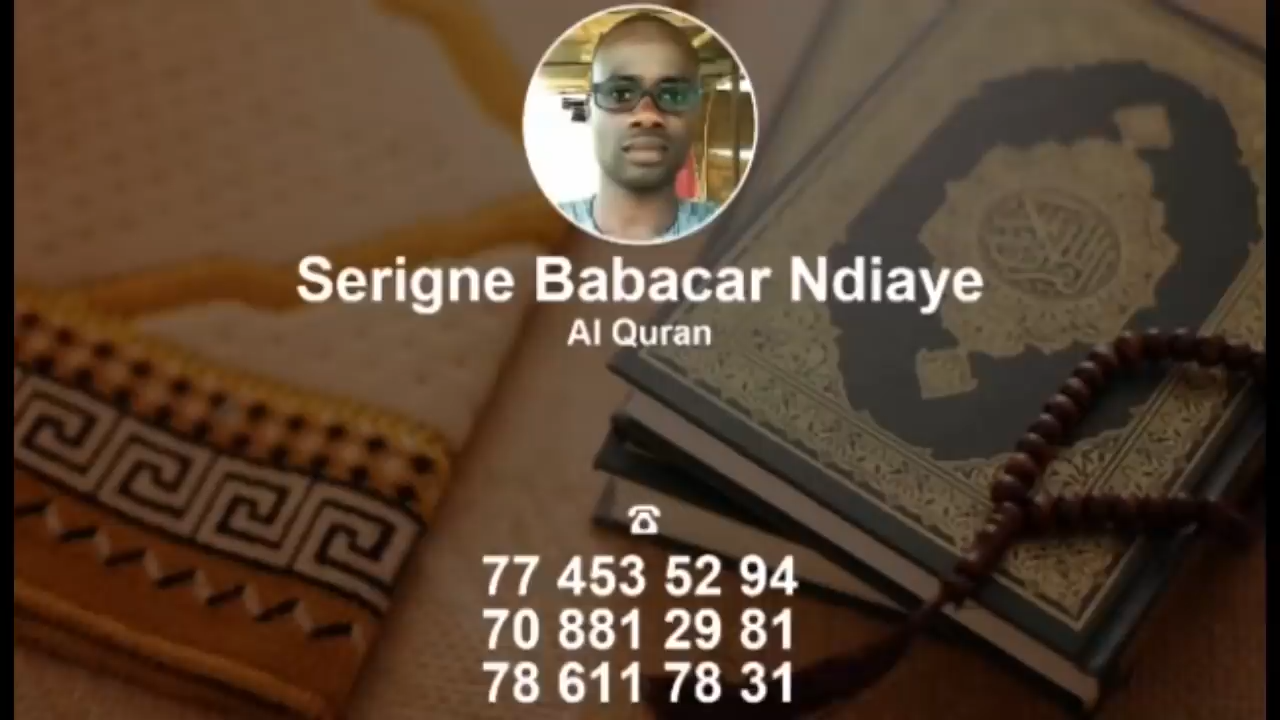 Serigne Babacar Ndiaye
Al Quran
77 453 52 94
70 881 29 81
78 611 78 31